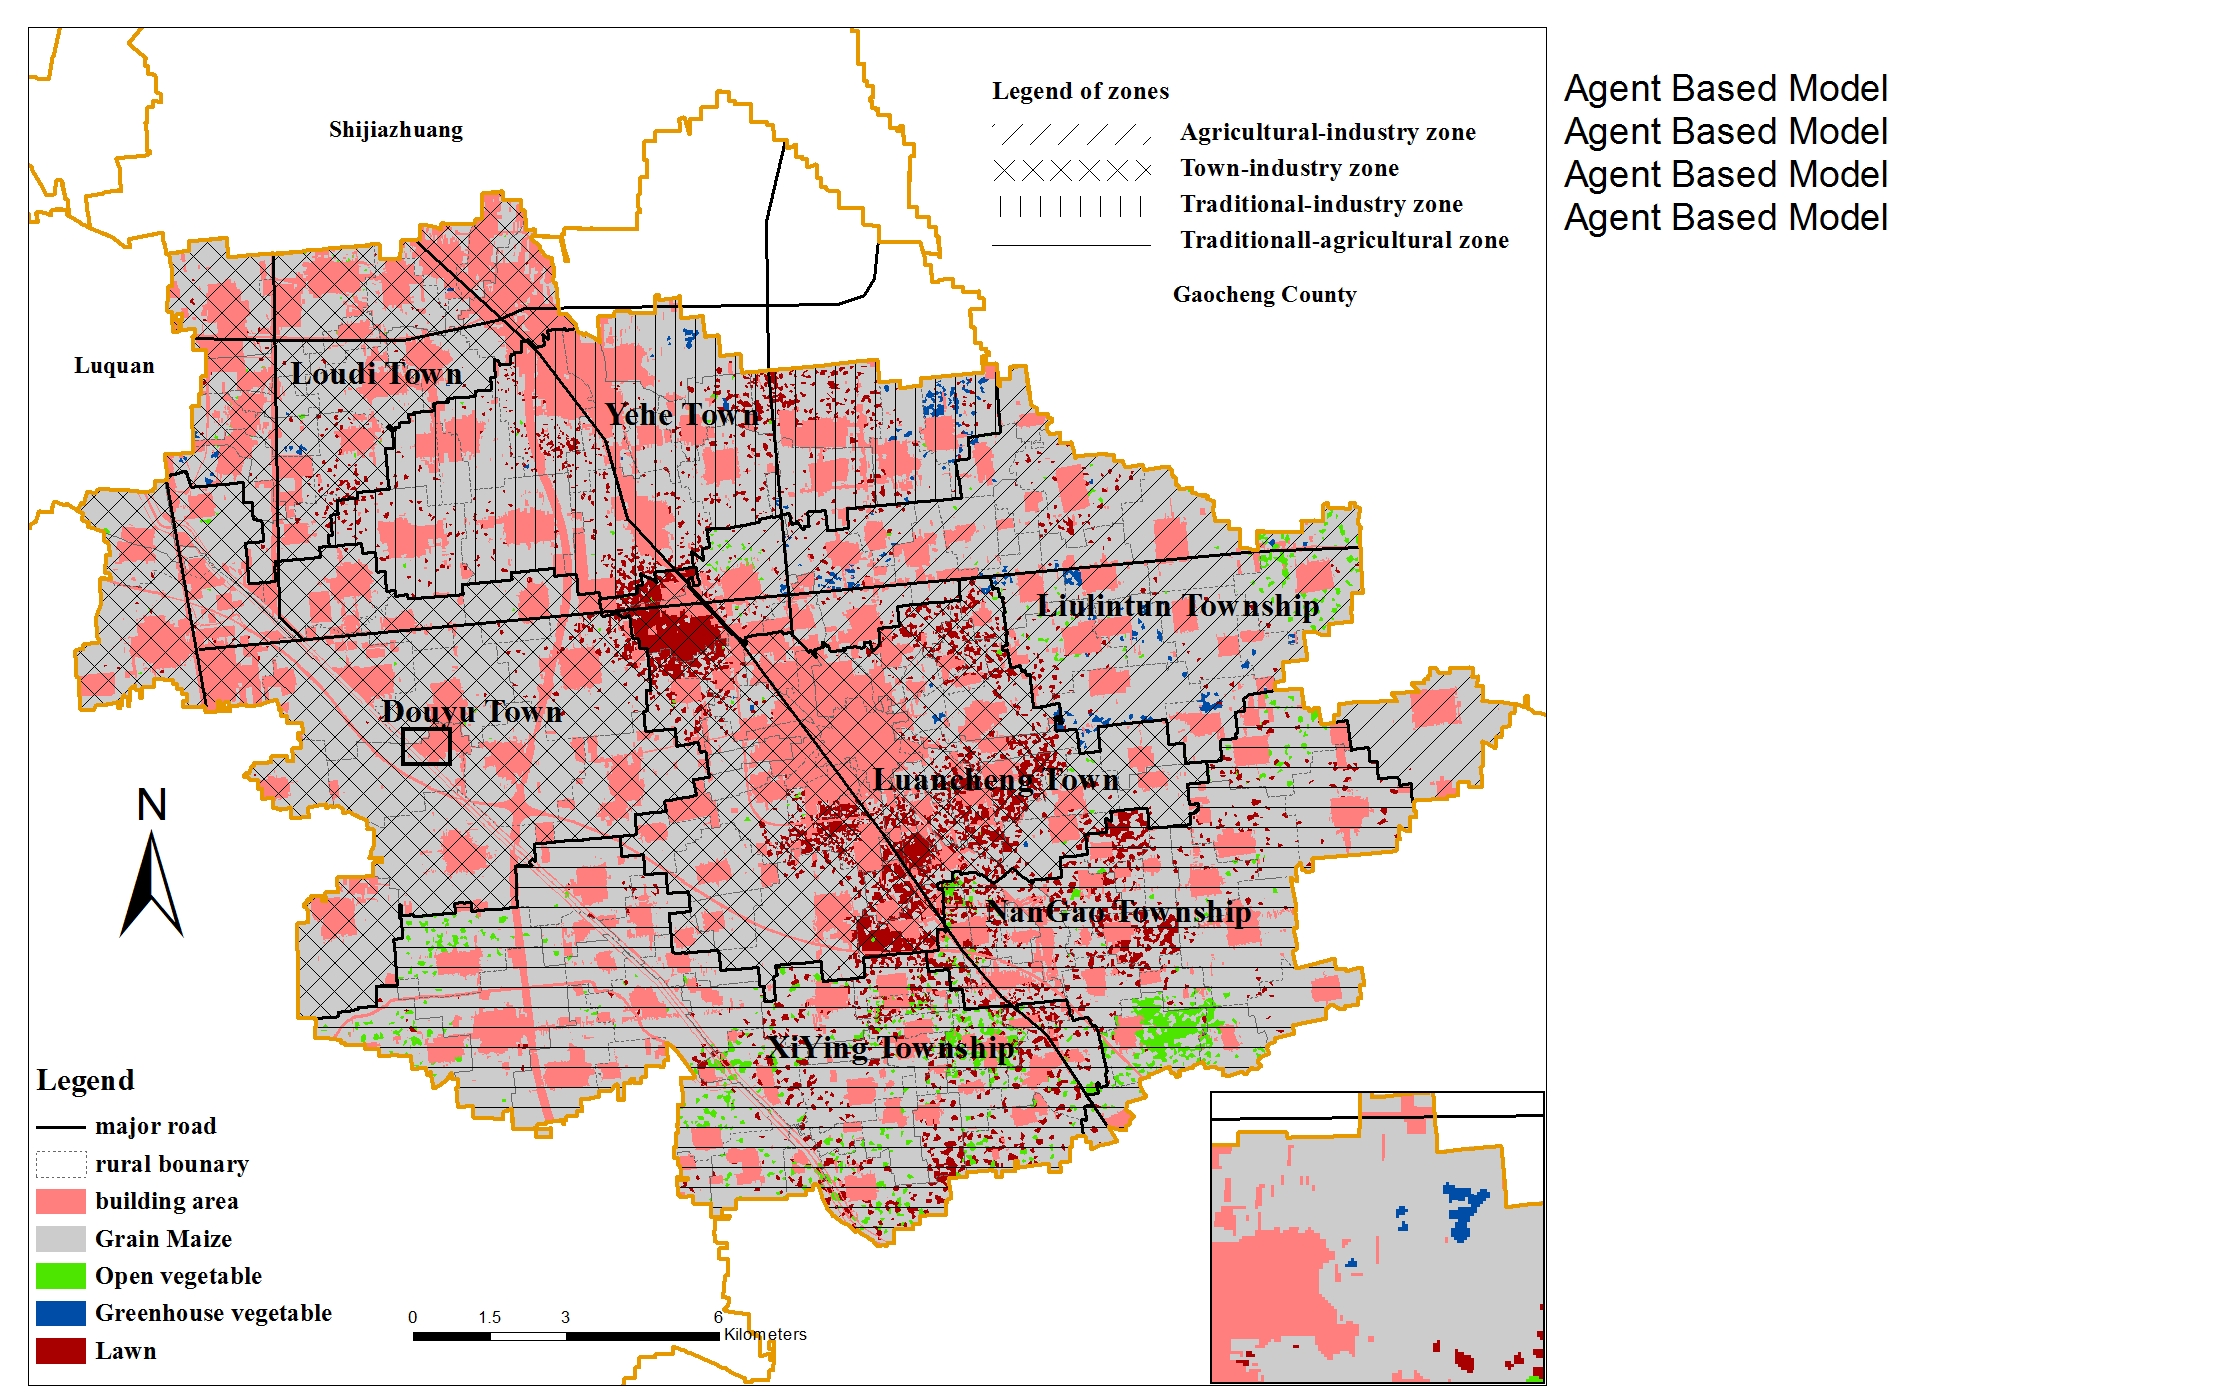 Shijiazhuang
Legend of zones
Agricultural-industry zone
Town-industry zone
Traditional-industry zone
Traditionall-agricultural zone
Agent Based Model
Agent Based Model
Agent Based Model
Agent Based Model
Gaocheng County
Luquan
Loudi Town
Yehe Town
Liulintun Township
Douyu Town
Luancheng Town
N
NanGao Township
XiYing Township
Legend
major road
rural bounary
building area
Grain Maize
Open vegetable
Greenhouse vegetable
Lawn
0 1.5 3 6
Kilometers